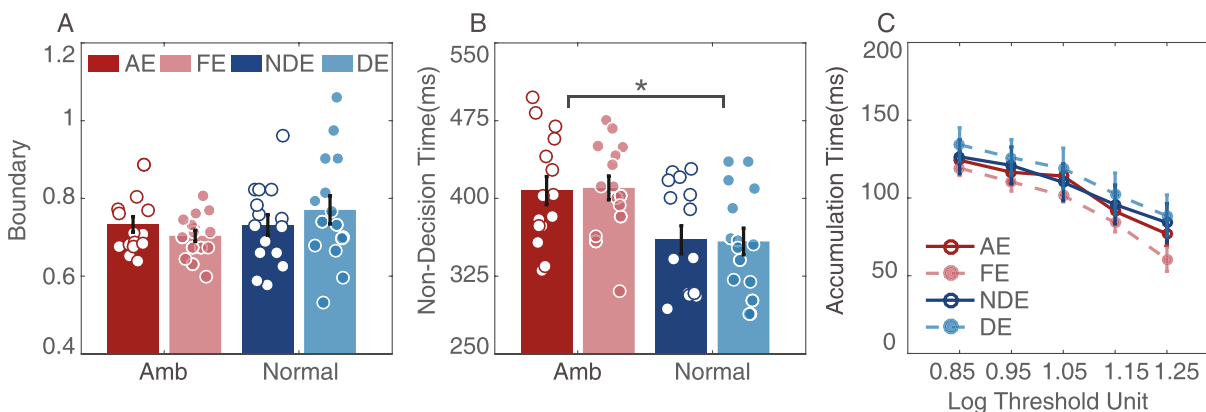 A
1.2
1
0.8
0.6
0.4
Boundary
AE FE NDE DE
Amb Normal
B
550
475
400
325
250
Non-Decision Time(ms)
*
Amb Normal
C
200
150
100
50
0
Accumulation Time(ms)
AE
FE
NDE
DE
0.85 0.95 1.05 1.15 1.25
Log Threshold Unit